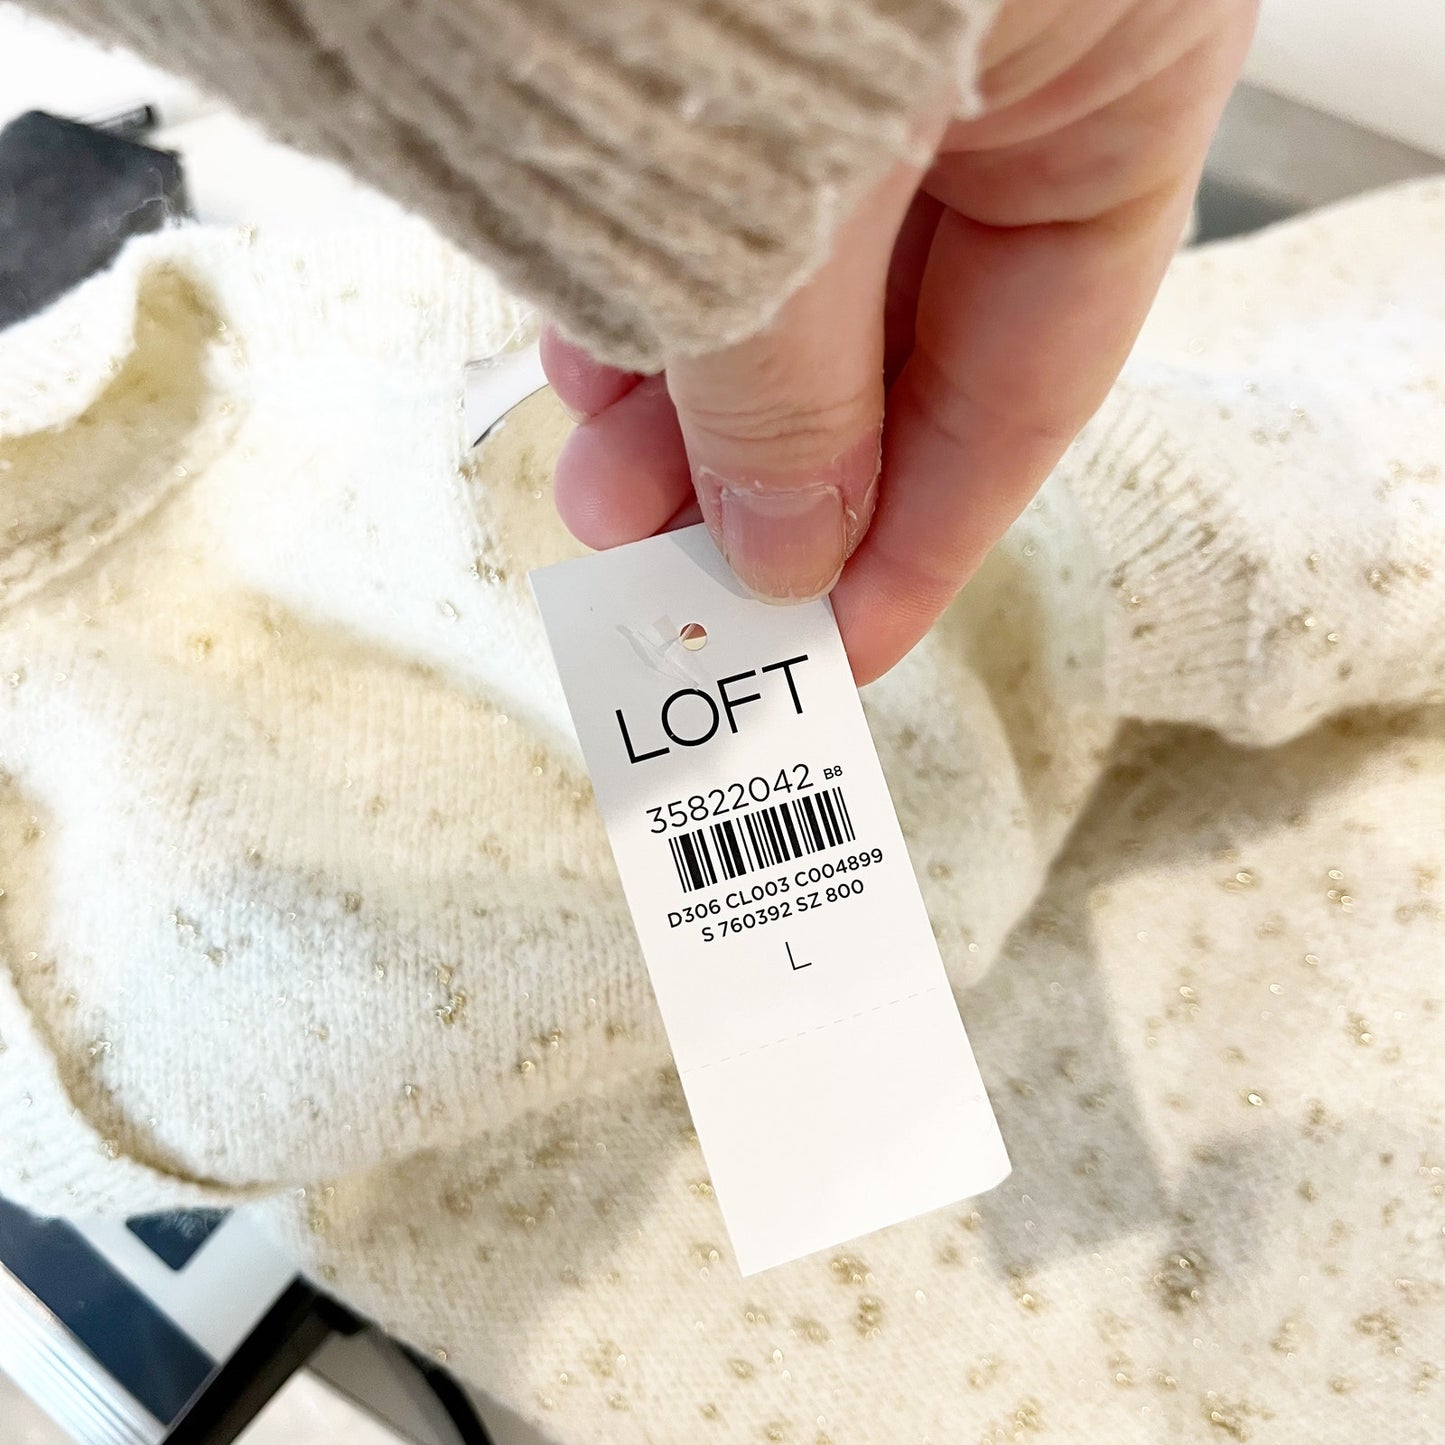 LOFT
35822042 B8
D306 CL003 C004899
S 760392 SZ 800
L